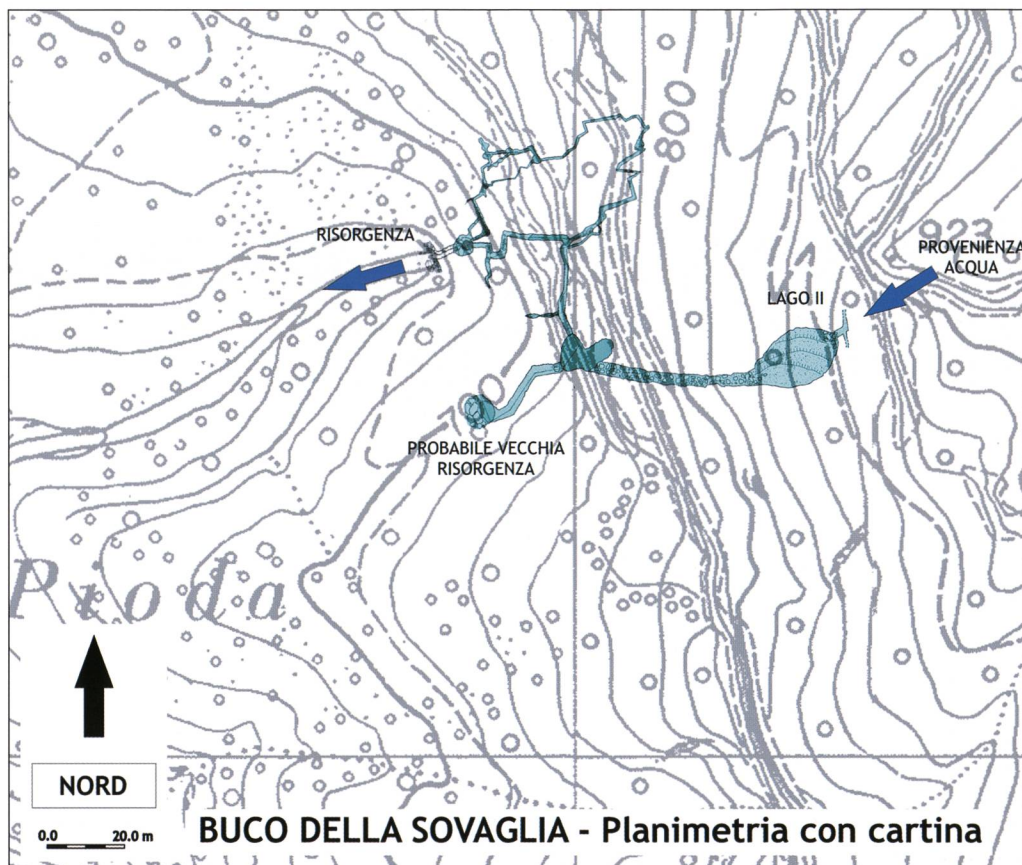 800
RISORGENZA
923
PROVENIENZA
ACQUA
LAGO II
PROBABILE VECCHIA
RISORGENZA
Pioda
NORD
0.0 20.0 m
BUCO DELLA SOVAGLIA - Planimetria con cartina